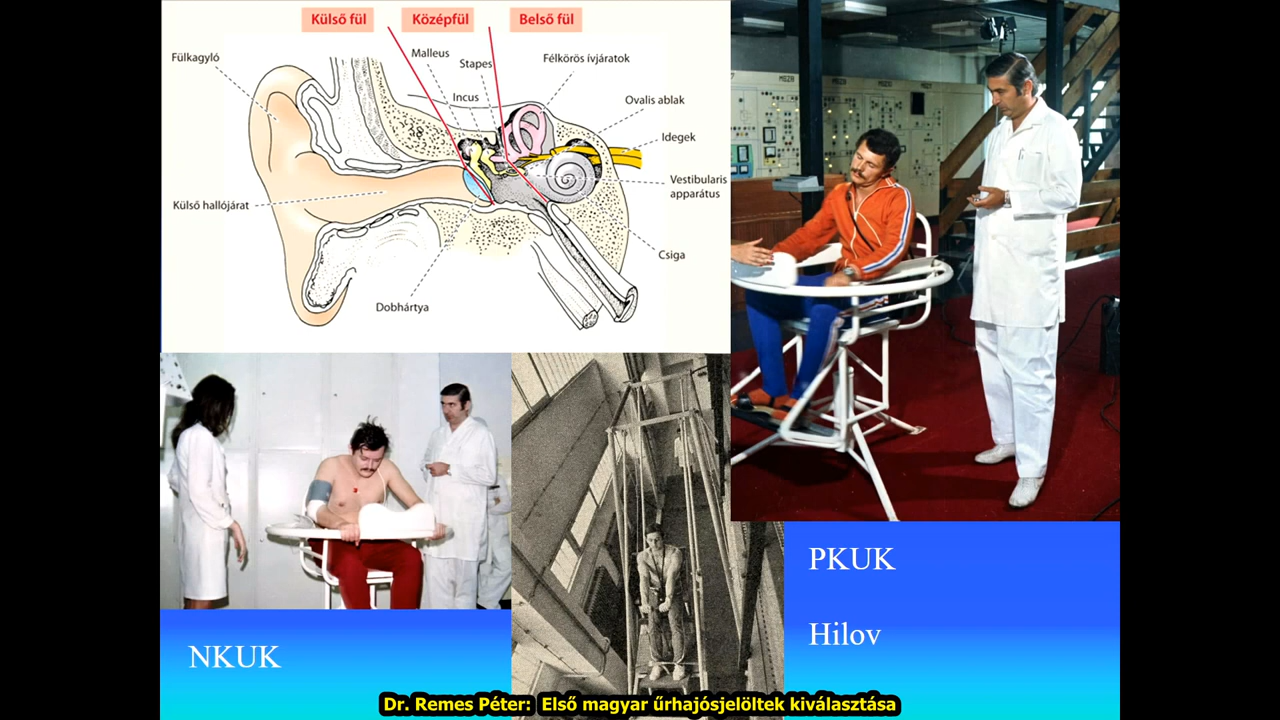 Külső fül
Középfül
Belső fül
Fülkagyló
Malleus
Stapes
Incus
Félkörös ívjáratok
Ovalis ablak
Idegek
Vestibularis
apparátus
Külső hallójárat
Csiga
Dobhártya
PKUK
Hilov
NKUK
Dr. Remes Péter: Első magyar űrhajósjelöltek kiválasztása